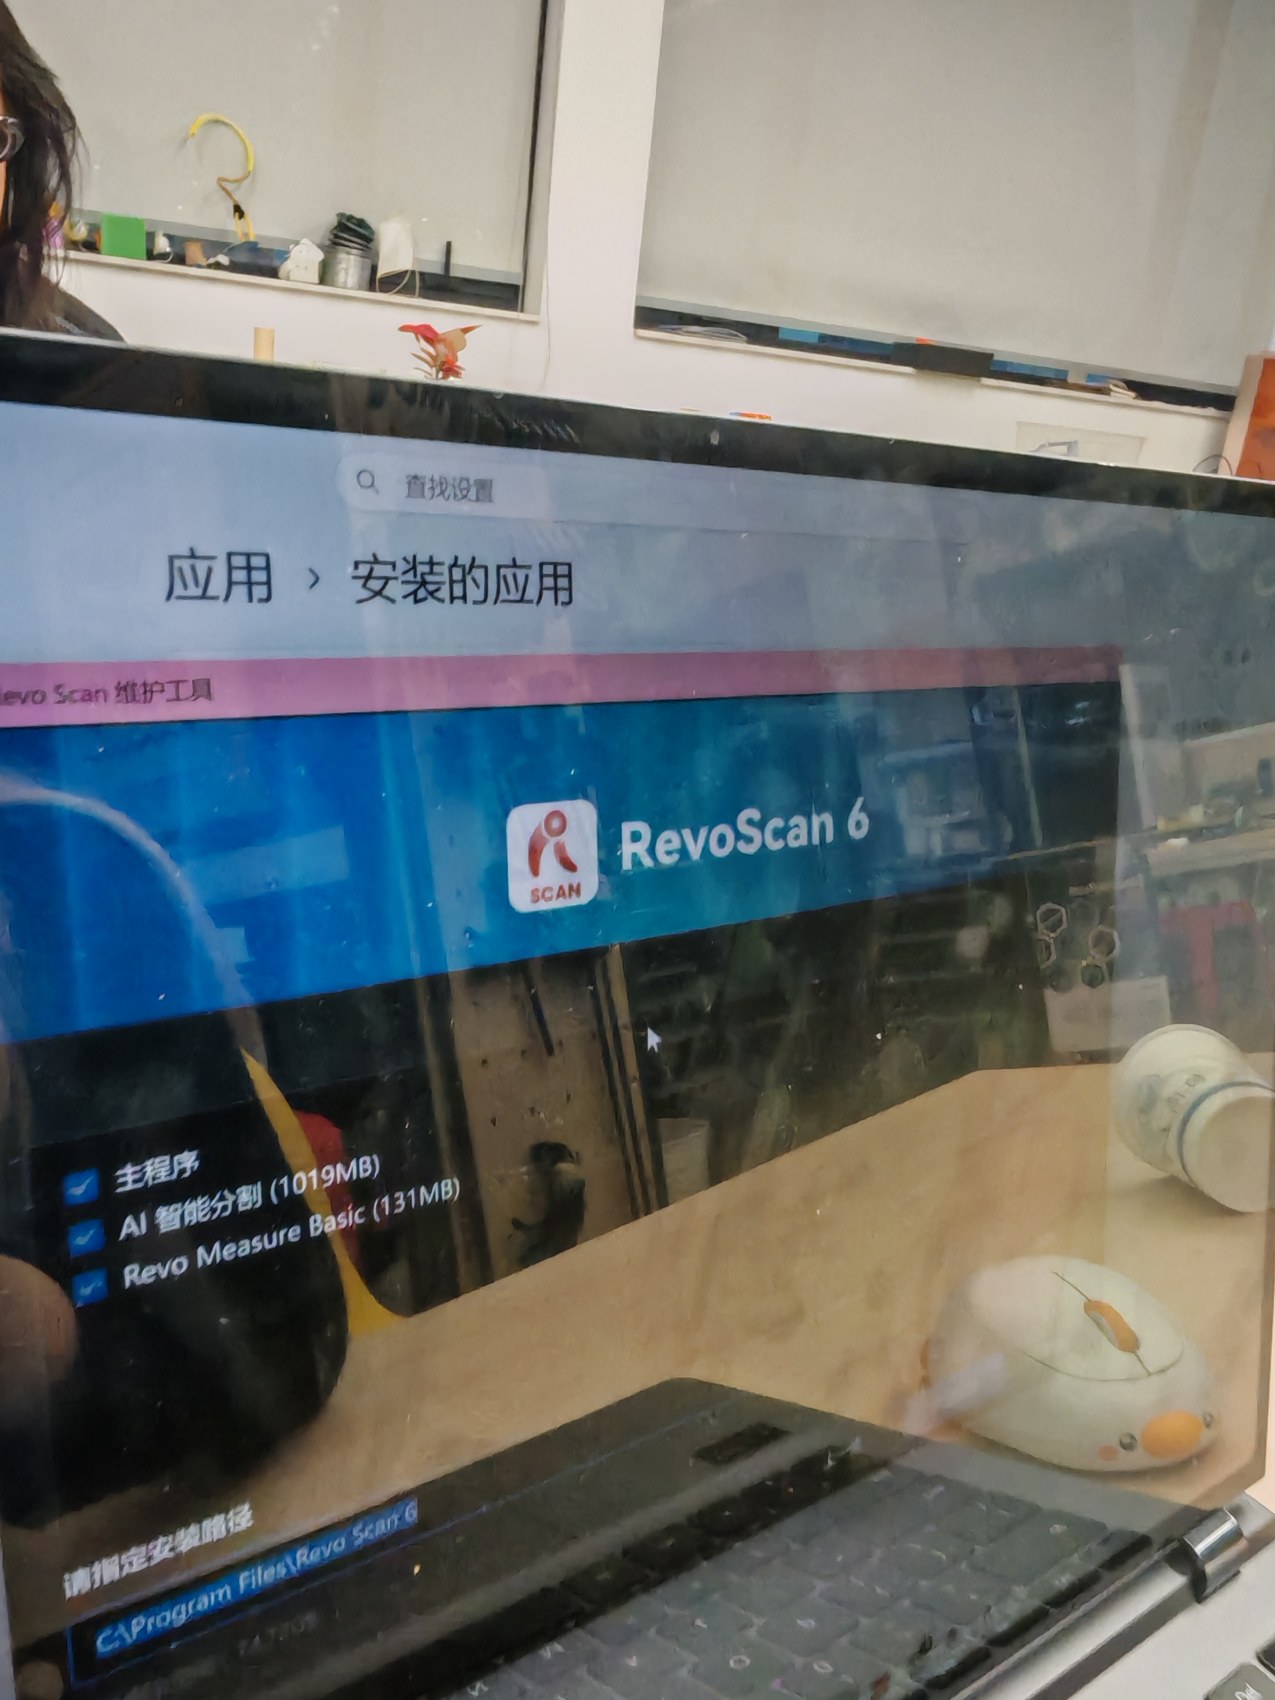 查找设置
应用 › 安装的应用
evo Scan 维护工具
RevoScan 6
SCAN
主程序
AI 智能分割 (1019MB)
Revo Measure Basic (131MB)
请指定安装路径
C:\Program Files\Revo Scan 6